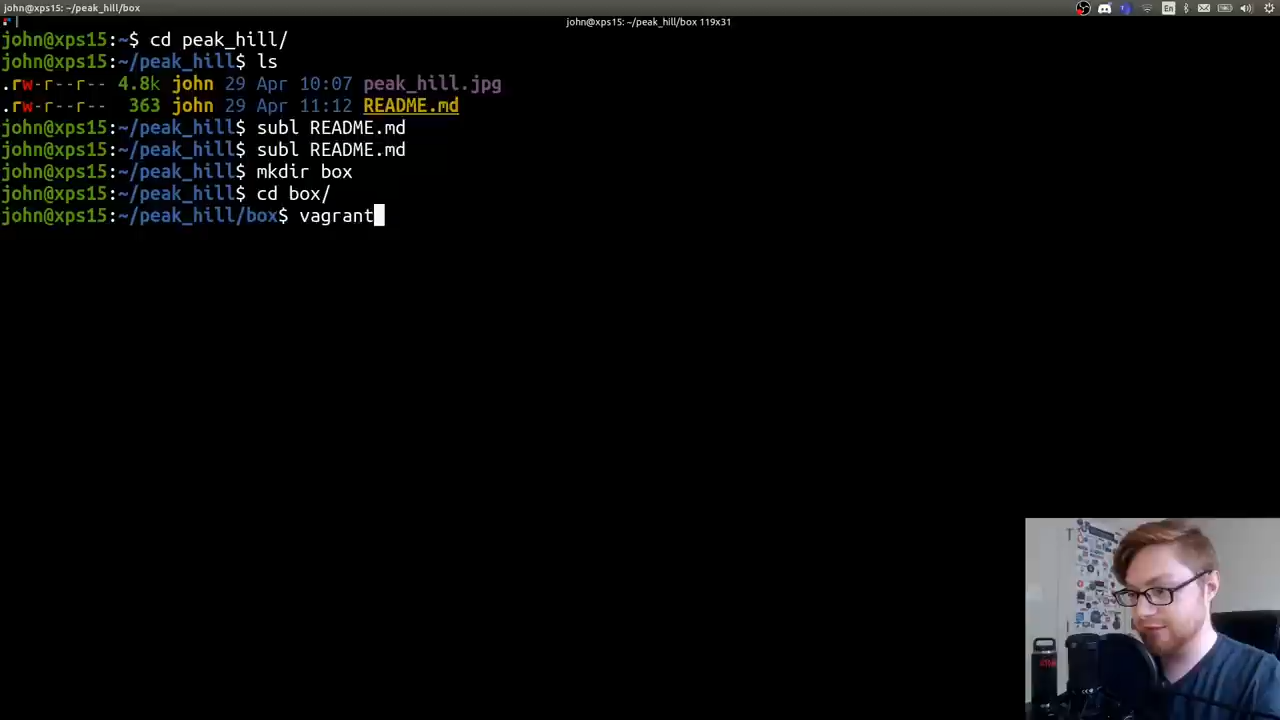 john@xps15: ~/peak_hill/box
john@xps15: ~/peak_hill/box 119x31
En
john@xps15:~$ cd peak_hill/
john@xps15:~/peak_hill$ ls
.rw-r--r-- 4.8k john 29 Apr 10:07 peak_hill.jpg
.rw-r--r-- 363 john 29 Apr 11:12 README.md
john@xps15:~/peak_hill$ subl README.md
john@xps15:~/peak_hill$ subl README.md
john@xps15:~/peak_hill$ mkdir box
john@xps15:~/peak_hill$ cd box/
john@xps15:~/peak_hill/box$ vagrant